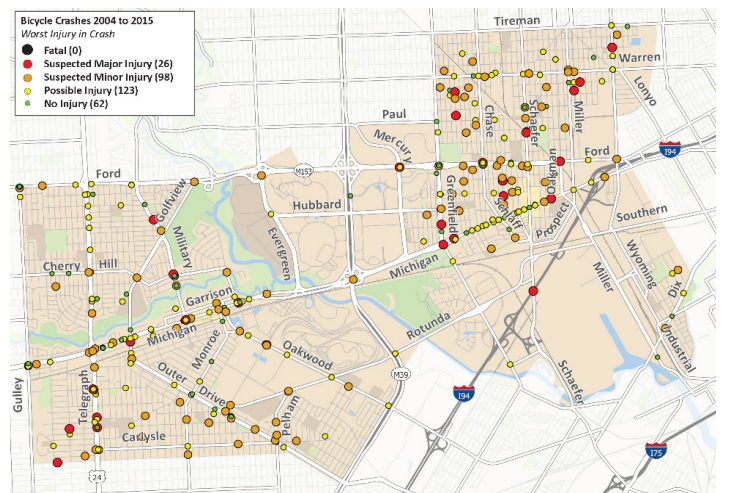 Bicycle Crashes 2004 to 2015
Worst Injury in Crash
Fatal (0)
Suspected Major Injury (26)
Suspected Minor Injury (98)
Possible Injury (123)
No Injury (62)
Tireman
Warren
Lonyo
Paul
Mercury
Chase
Schaefer
Miller
Ford
I94
Ford
M153
Golfview
Hubbard
Greenfield
Schlaff
Oakman
Prospect
Southern
Evergreen
Military
Cherry Hill
Michigan
Miller
Wyoming
Dix
Garrison
Michigan
Monroe
Rotunda
Oakwood
Industrial
Outer Drive
M39
Schaefer
Gulley
Telegraph
Pelham
I94
Carlysle
I75
24